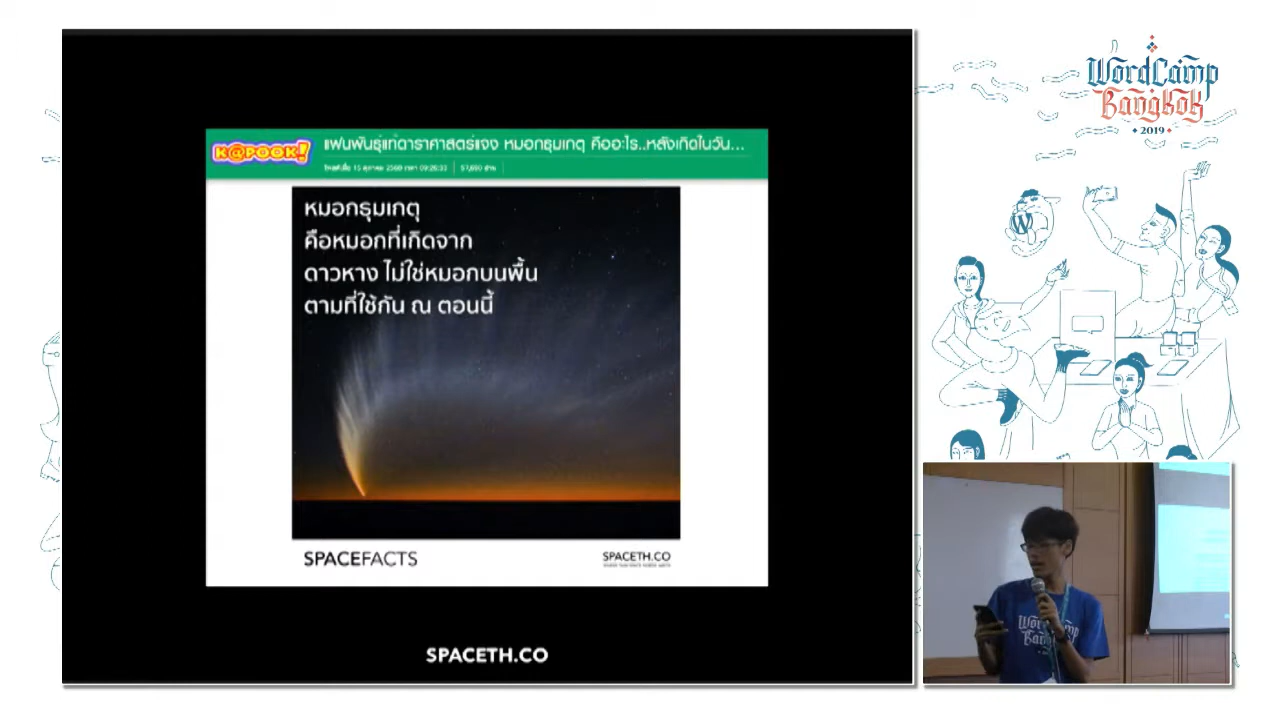 K@POOK!
แฟนพันธุ์แท้ดาราศาสตร์แจง หมอกธุมเกตุ คืออะไร..หลังเกิดในวัน...
หมอกธุมเกตุ
คือหมอกที่เกิดจาก
ดาวหาง ไม่ใช่หมอกบนพื้น
ตามที่ใช้กัน ณ ตอนนี้
SPACEFACTS
SPACETH.CO
SPACETH.CO
WordCamp
Bangkok
2019
WordCamp
Bangkok